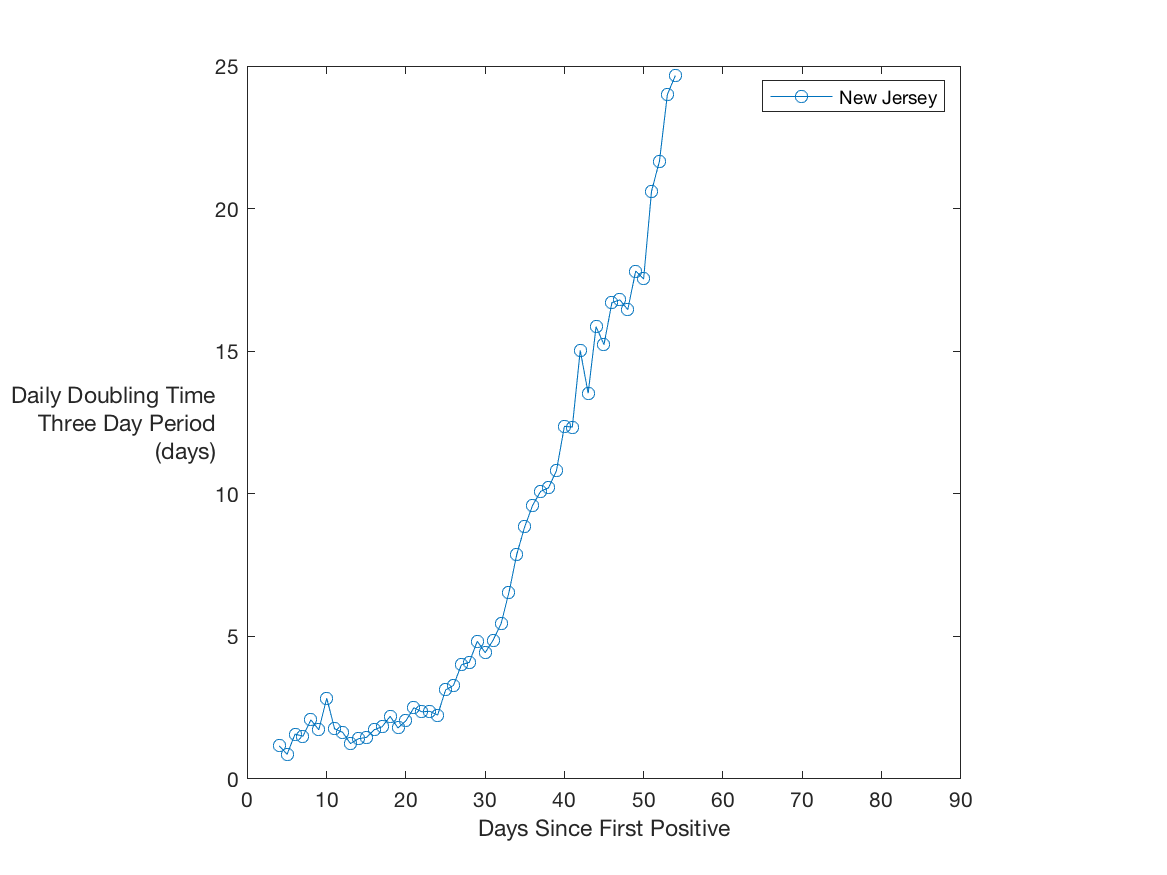 25
20
15
10
5
0
Daily Doubling Time
Three Day Period
(days)
New Jersey
0 10 20 30 40 50 60 70 80 90
Days Since First Positive